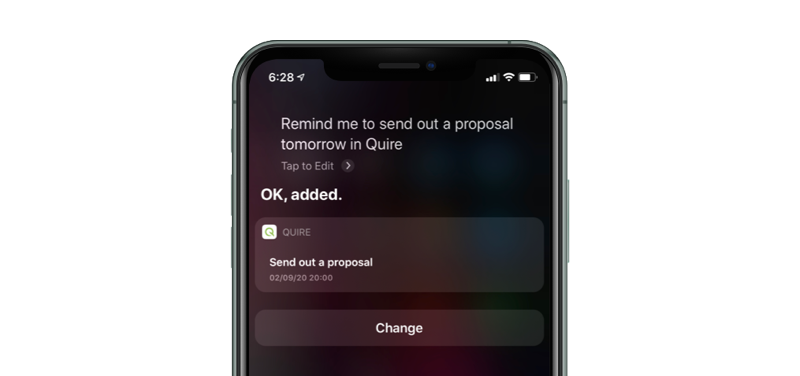 6:28
Remind me to send out a proposal
tomorrow in Quire
Tap to Edit
OK, added.
QUIRE
Send out a proposal
02/09/20 20:00
Change